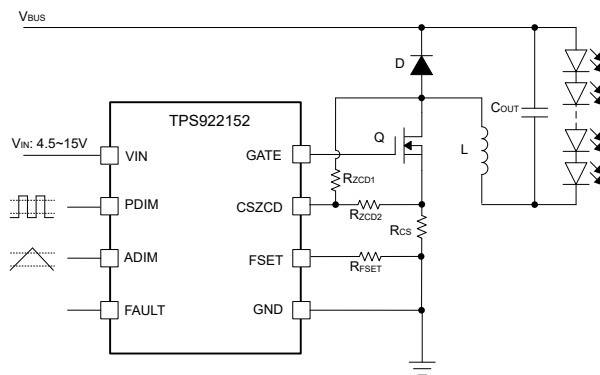 VBUS
D
TPS922152
COUT
VIN: 4.5~15V
Q
VIN
GATE
L
RZCD1
PDIM
CSZCD
RZCD2
RCS
ADIM
FSET
RFSET
FAULT
GND